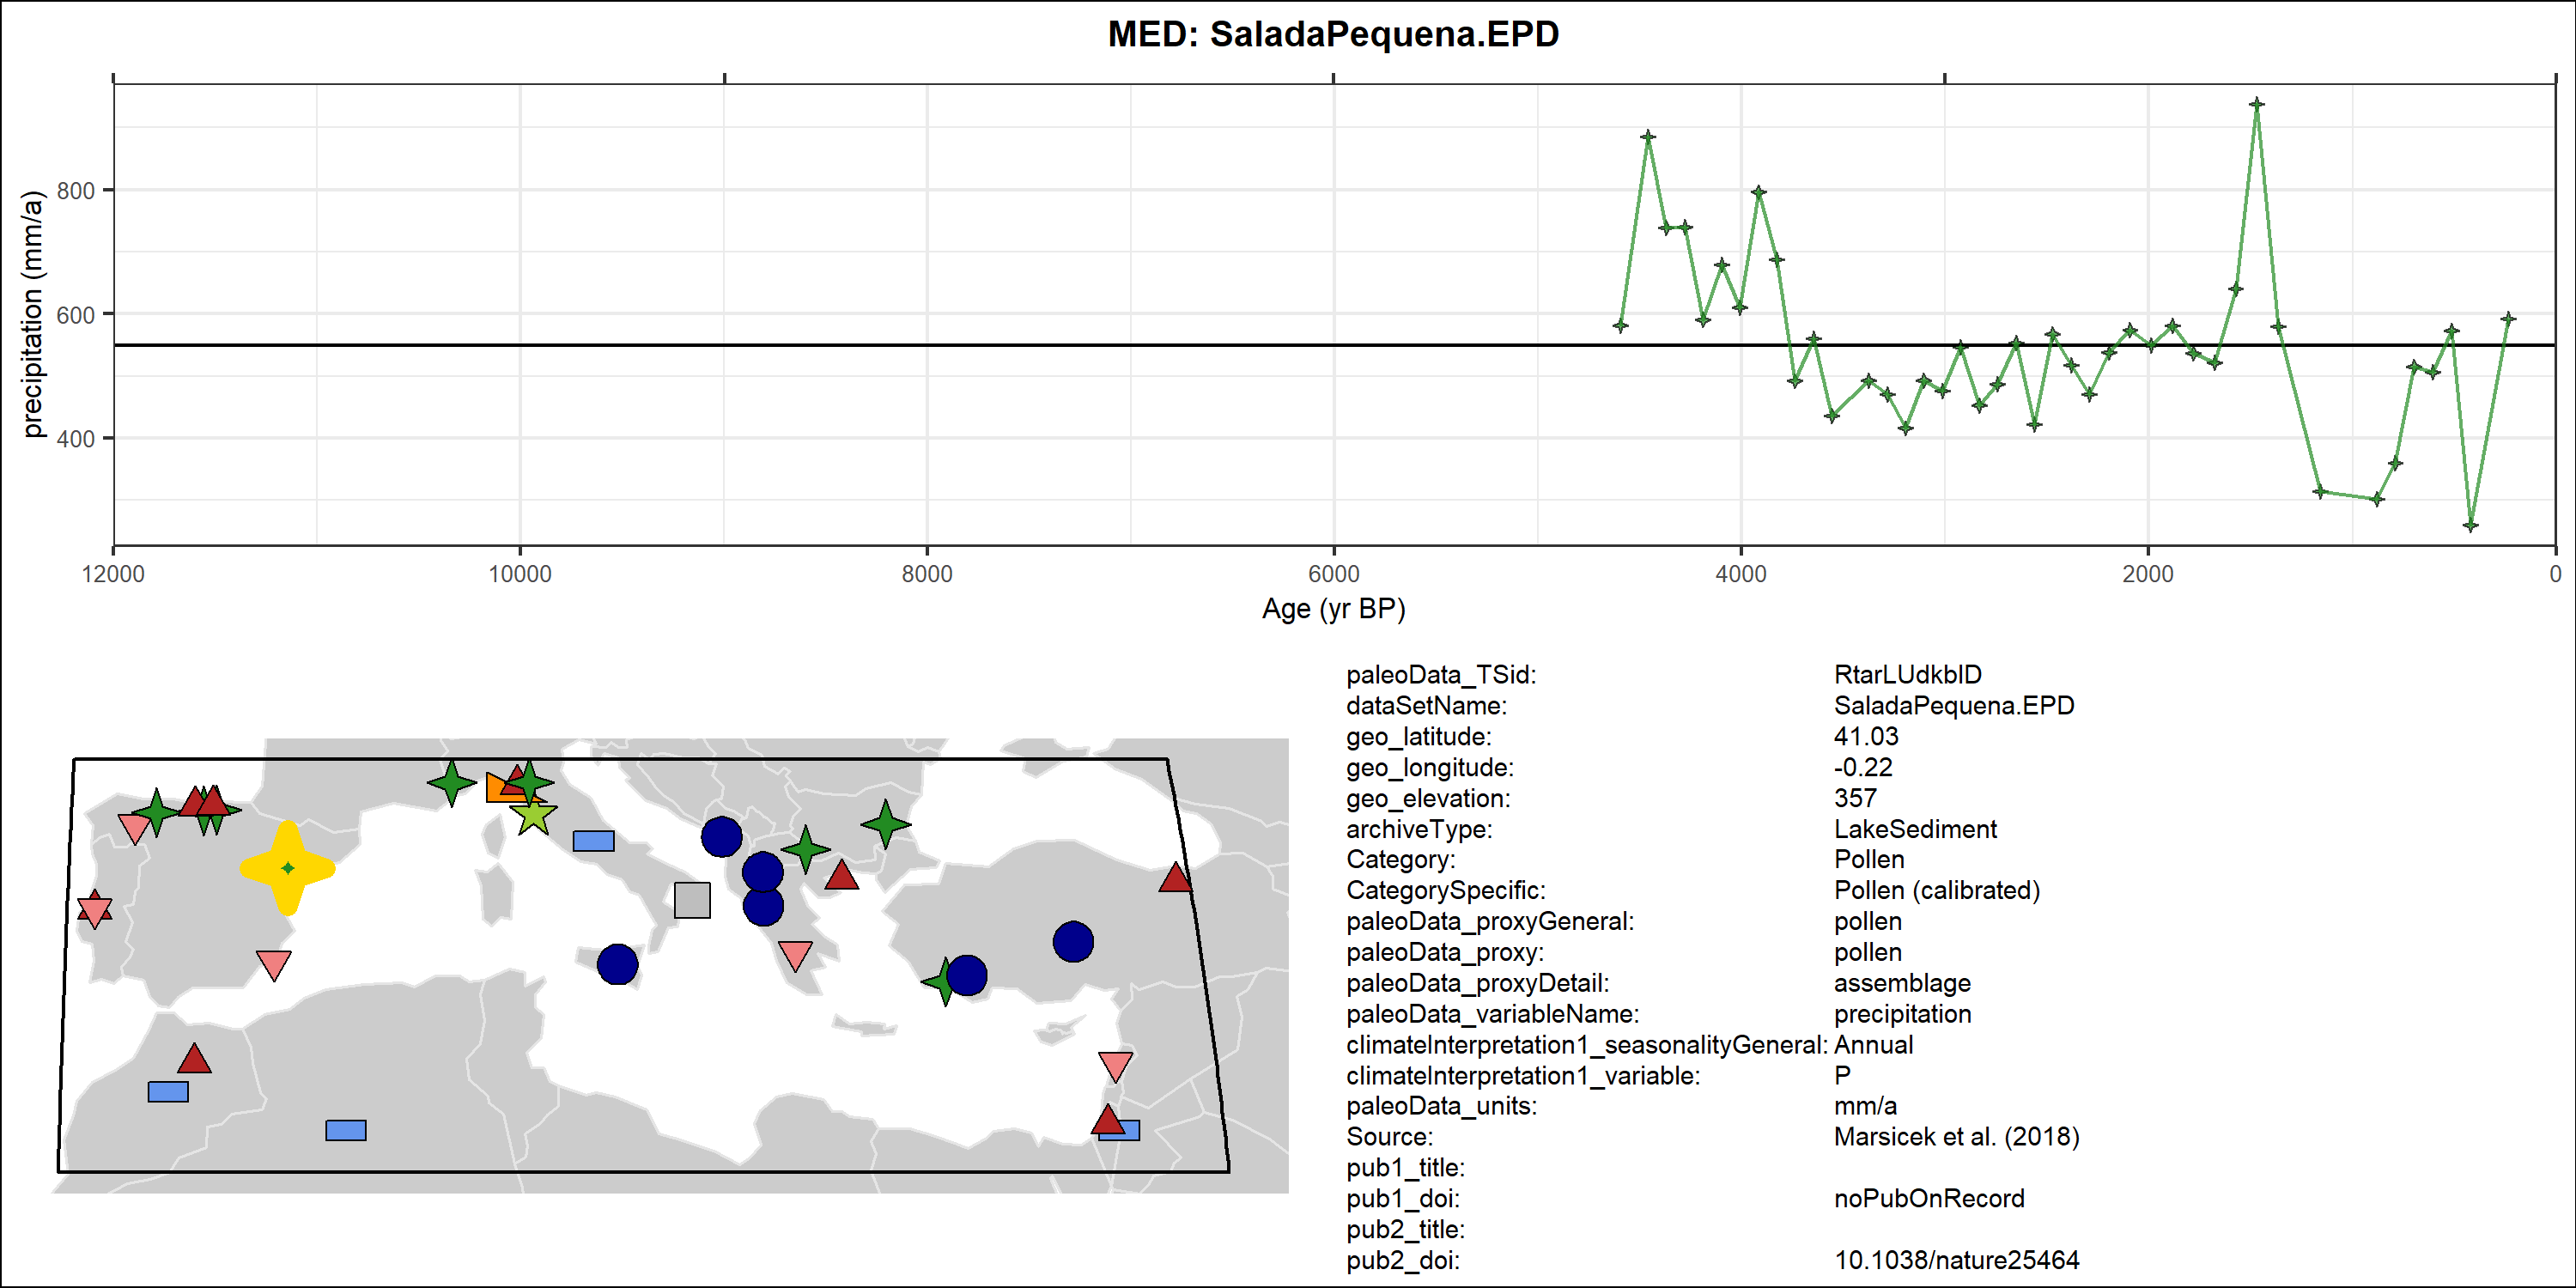 MED: SaladaPequena.EPD
precipitation (mm/a)
800
600
400
12000 10000 8000 6000 4000 2000 0
Age (yr BP)
paleoData_TSid: RtarLUdkbID
dataSetName: SaladaPequena.EPD
geo_latitude: 41.03
geo_longitude: -0.22
geo_elevation: 357
archiveType: LakeSediment
Category: Pollen
CategorySpecific: Pollen (calibrated)
paleoData_proxyGeneral: pollen
paleoData_proxy: pollen
paleoData_proxyDetail: assemblage
paleoData_variableName: precipitation
climateInterpretation1_seasonalityGeneral: Annual
climateInterpretation1_variable: P
paleoData_units: mm/a
Source: Marsicek et al. (2018)
pub1_title:
pub1_doi: noPubOnRecord
pub2_title:
pub2_doi: 10.1038/nature25464